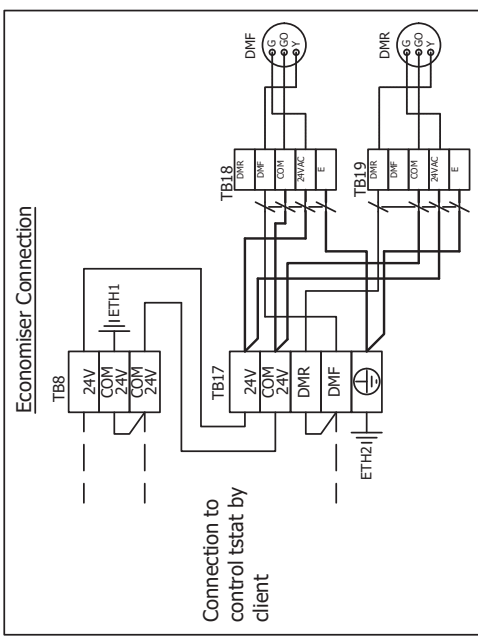 Economiser Connection
TB8
24V
COM
24V
COM
24V
ETH1
TB17
24V
COM
24V
DMR
DMF
ETH2
Connection to
control tstat by
client
TB18
DMR
DMF
COM
24VAC
E
DMF
G
GO
Y
TB19
DMR
DMF
COM
24VAC
E
DMR
G
GO
Y